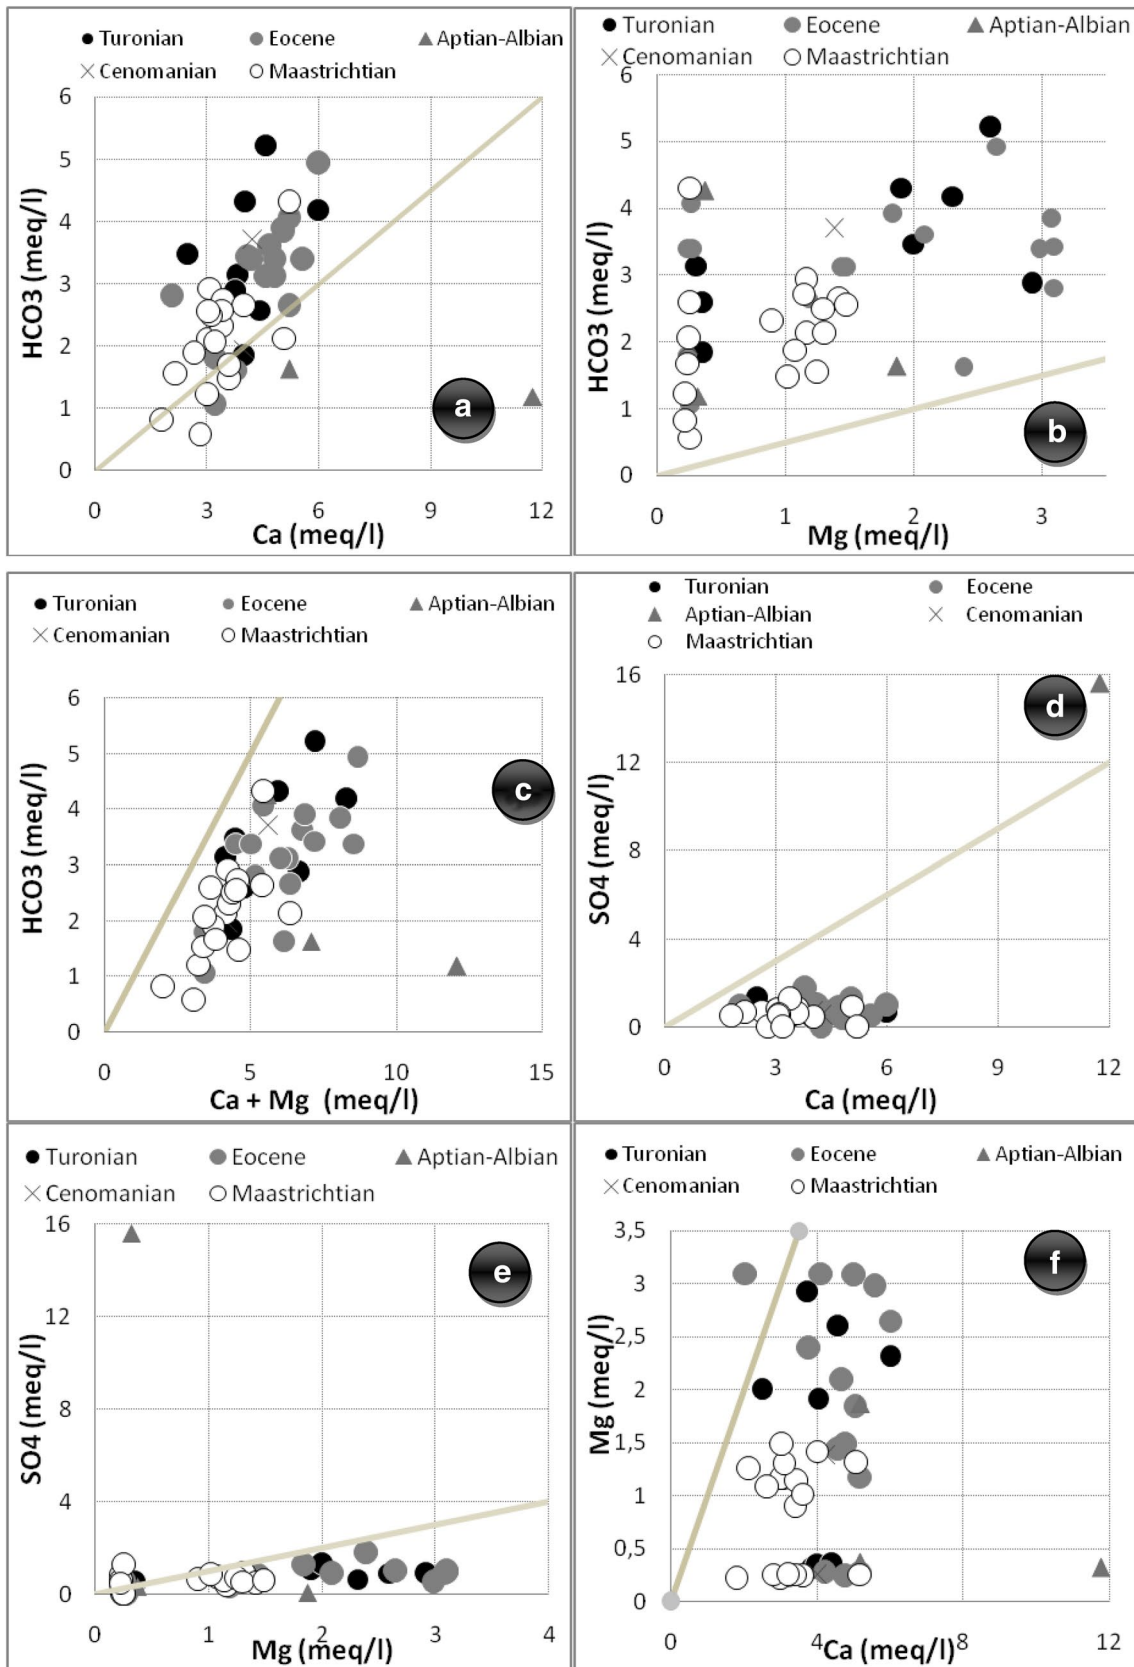 Turonian Eocene Aptian-Albian
Cenomanian Maastrichtian
6
5
4
3
2
1
0
HCO3 (meq/l)
a
0 3 6 9 12
Ca (meq/l)
Turonian Eocene Aptian-Albian
Cenomanian Maastrichtian
6
5
4
3
2
1
0
HCO3 (meq/l)
b
0 1 2 3
Mg (meq/l)
Turonian Eocene Aptian-Albian
Cenomanian Maastrichtian
6
5
4
3
2
1
0
HCO3 (meq/l)
c
0 5 10 15
Ca + Mg (meq/l)
Turonian Eocene
Aptian-Albian Cenomanian
Maastrichtian
16
12
8
4
0
SO4 (meq/l)
d
0 3 6 9 12
Ca (meq/l)
Turonian Eocene Aptian-Albian
Cenomanian Maastrichtian
16
12
8
4
0
SO4 (meq/l)
e
0 1 2 3 4
Mg (meq/l)
Turonian Eocene Aptian-Albian
Cenomanian Maastrichtian
3,5
3
2,5
2
1,5
1
0,5
0
Mg (meq/l)
f
0 4 8 12
Ca (meq/l)